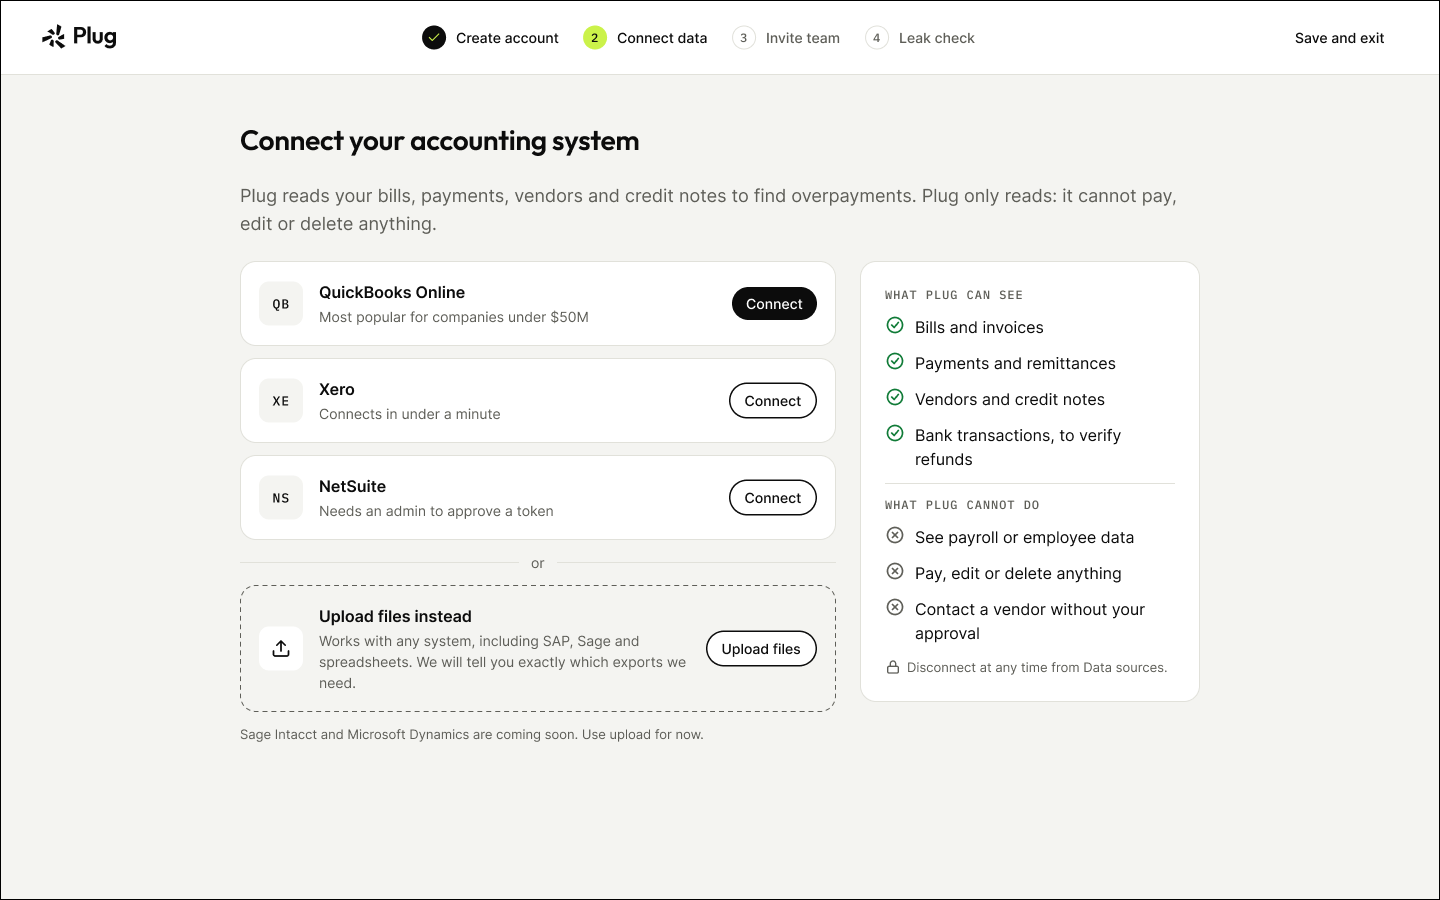 Plug
Create account
2 Connect data
3 Invite team
4 Leak check
Save and exit
Connect your accounting system
Plug reads your bills, payments, vendors and credit notes to find overpayments. Plug only reads: it cannot pay,
edit or delete anything.
QB
QuickBooks Online
Most popular for companies under $50M
Connect
XE
Xero
Connects in under a minute
Connect
NS
NetSuite
Needs an admin to approve a token
Connect
or
Upload files instead
Works with any system, including SAP, Sage and
spreadsheets. We will tell you exactly which exports we
need.
Upload files
Sage Intacct and Microsoft Dynamics are coming soon. Use upload for now.
WHAT PLUG CAN SEE
Bills and invoices
Payments and remittances
Vendors and credit notes
Bank transactions, to verify
refunds
WHAT PLUG CANNOT DO
See payroll or employee data
Pay, edit or delete anything
Contact a vendor without your
approval
Disconnect at any time from Data sources.